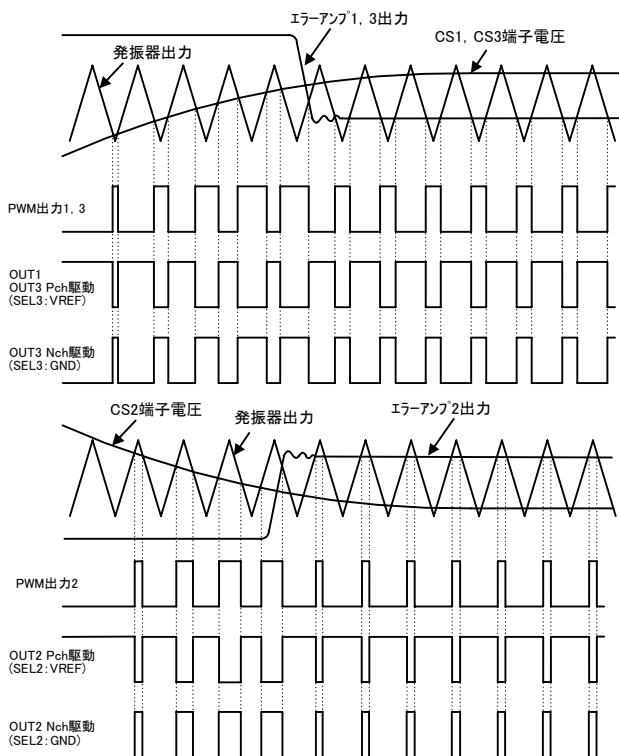 エラーアンプ1, 3出力
CS1, CS3端子電圧
発振器出力
PWM出力1, 3
OUT1
OUT3 Pch駆動
(SEL3:VREF)
OUT3 Nch駆動
(SEL3:GND)
CS2端子電圧
発振器出力
エラーアンプ2出力
PWM出力2
OUT2 Pch駆動
(SEL2:VREF)
OUT2 Nch駆動
(SEL2:GND)